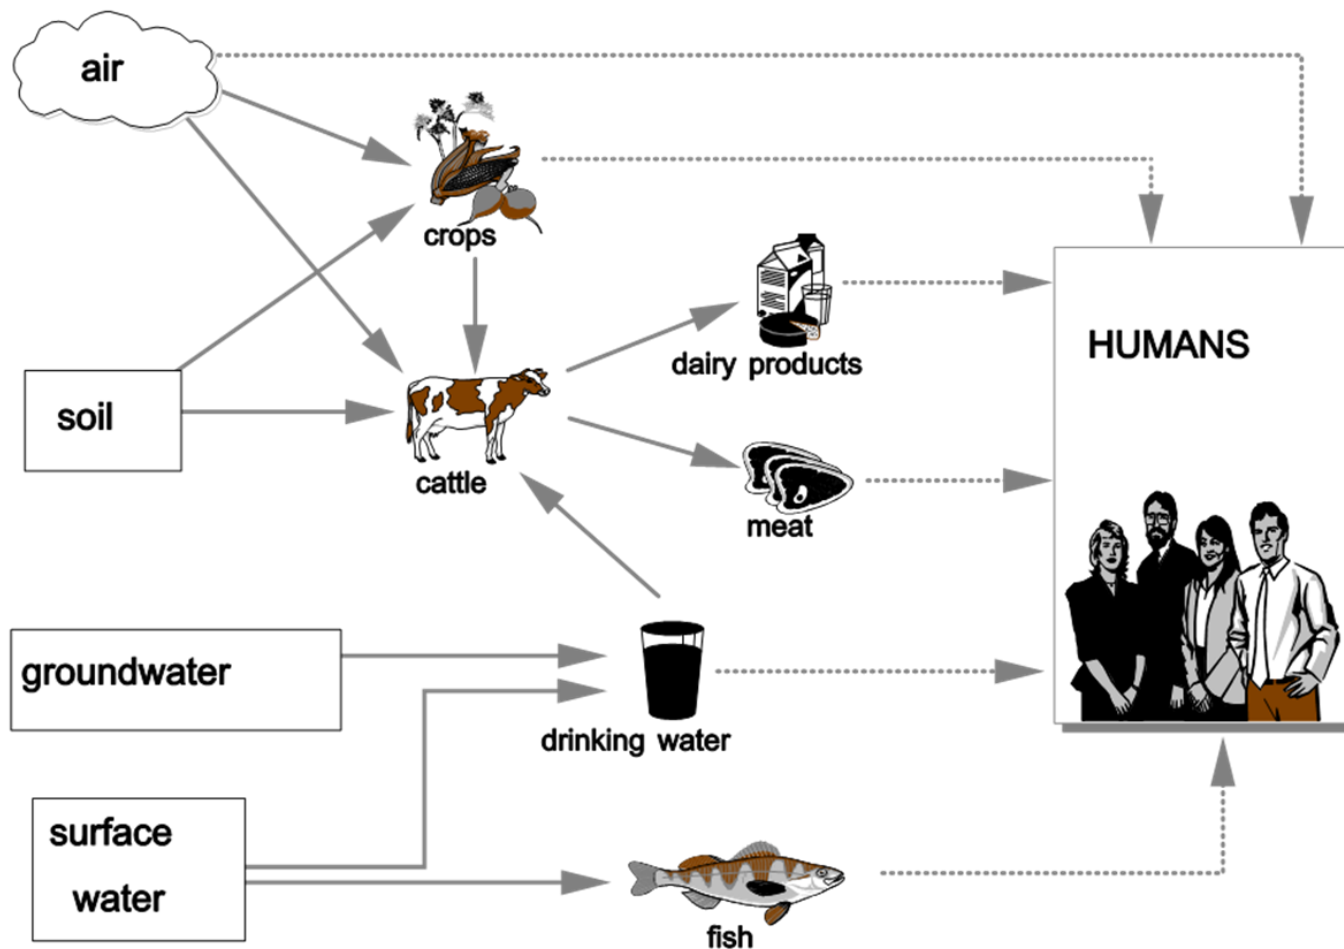 air
crops
dairy products
HUMANS
soil
cattle
meat
groundwater
drinking water
surface
water
fish